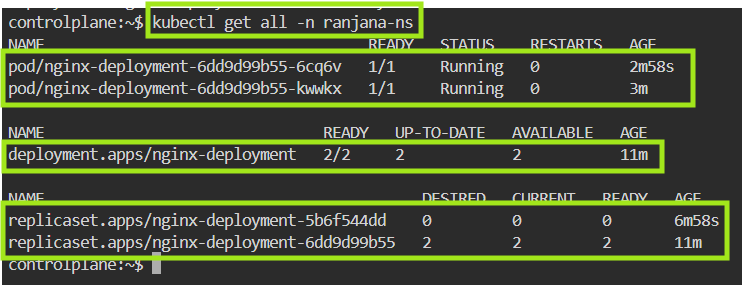 controlplane:~$ kubectl get all -n ranjana-ns
NAME READY STATUS RESTARTS AGE
pod/nginx-deployment-6dd9d99b55-6cq6v 1/1 Running 0 2m58s
pod/nginx-deployment-6dd9d99b55-kwwkx 1/1 Running 0 3m
NAME READY UP-TO-DATE AVAILABLE AGE
deployment.apps/nginx-deployment 2/2 2 2 11m
NAME DESIRED CURRENT READY AGE
replicaset.apps/nginx-deployment-5b6f544dd 0 0 0 6m58s
replicaset.apps/nginx-deployment-6dd9d99b55 2 2 2 11m
controlplane:~$